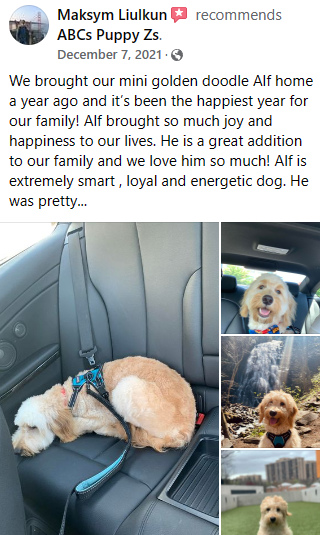 Maksym Liulkun recommends
ABCs Puppy Zs.
December 7, 2021 ·
We brought our mini golden doodle Alf home
a year ago and it's been the happiest year for
our family! Alf brought so much joy and
happiness to our lives. He is a great addition
to our family and we love him so much! Alf is
extremely smart , loyal and energetic dog. He
was pretty...